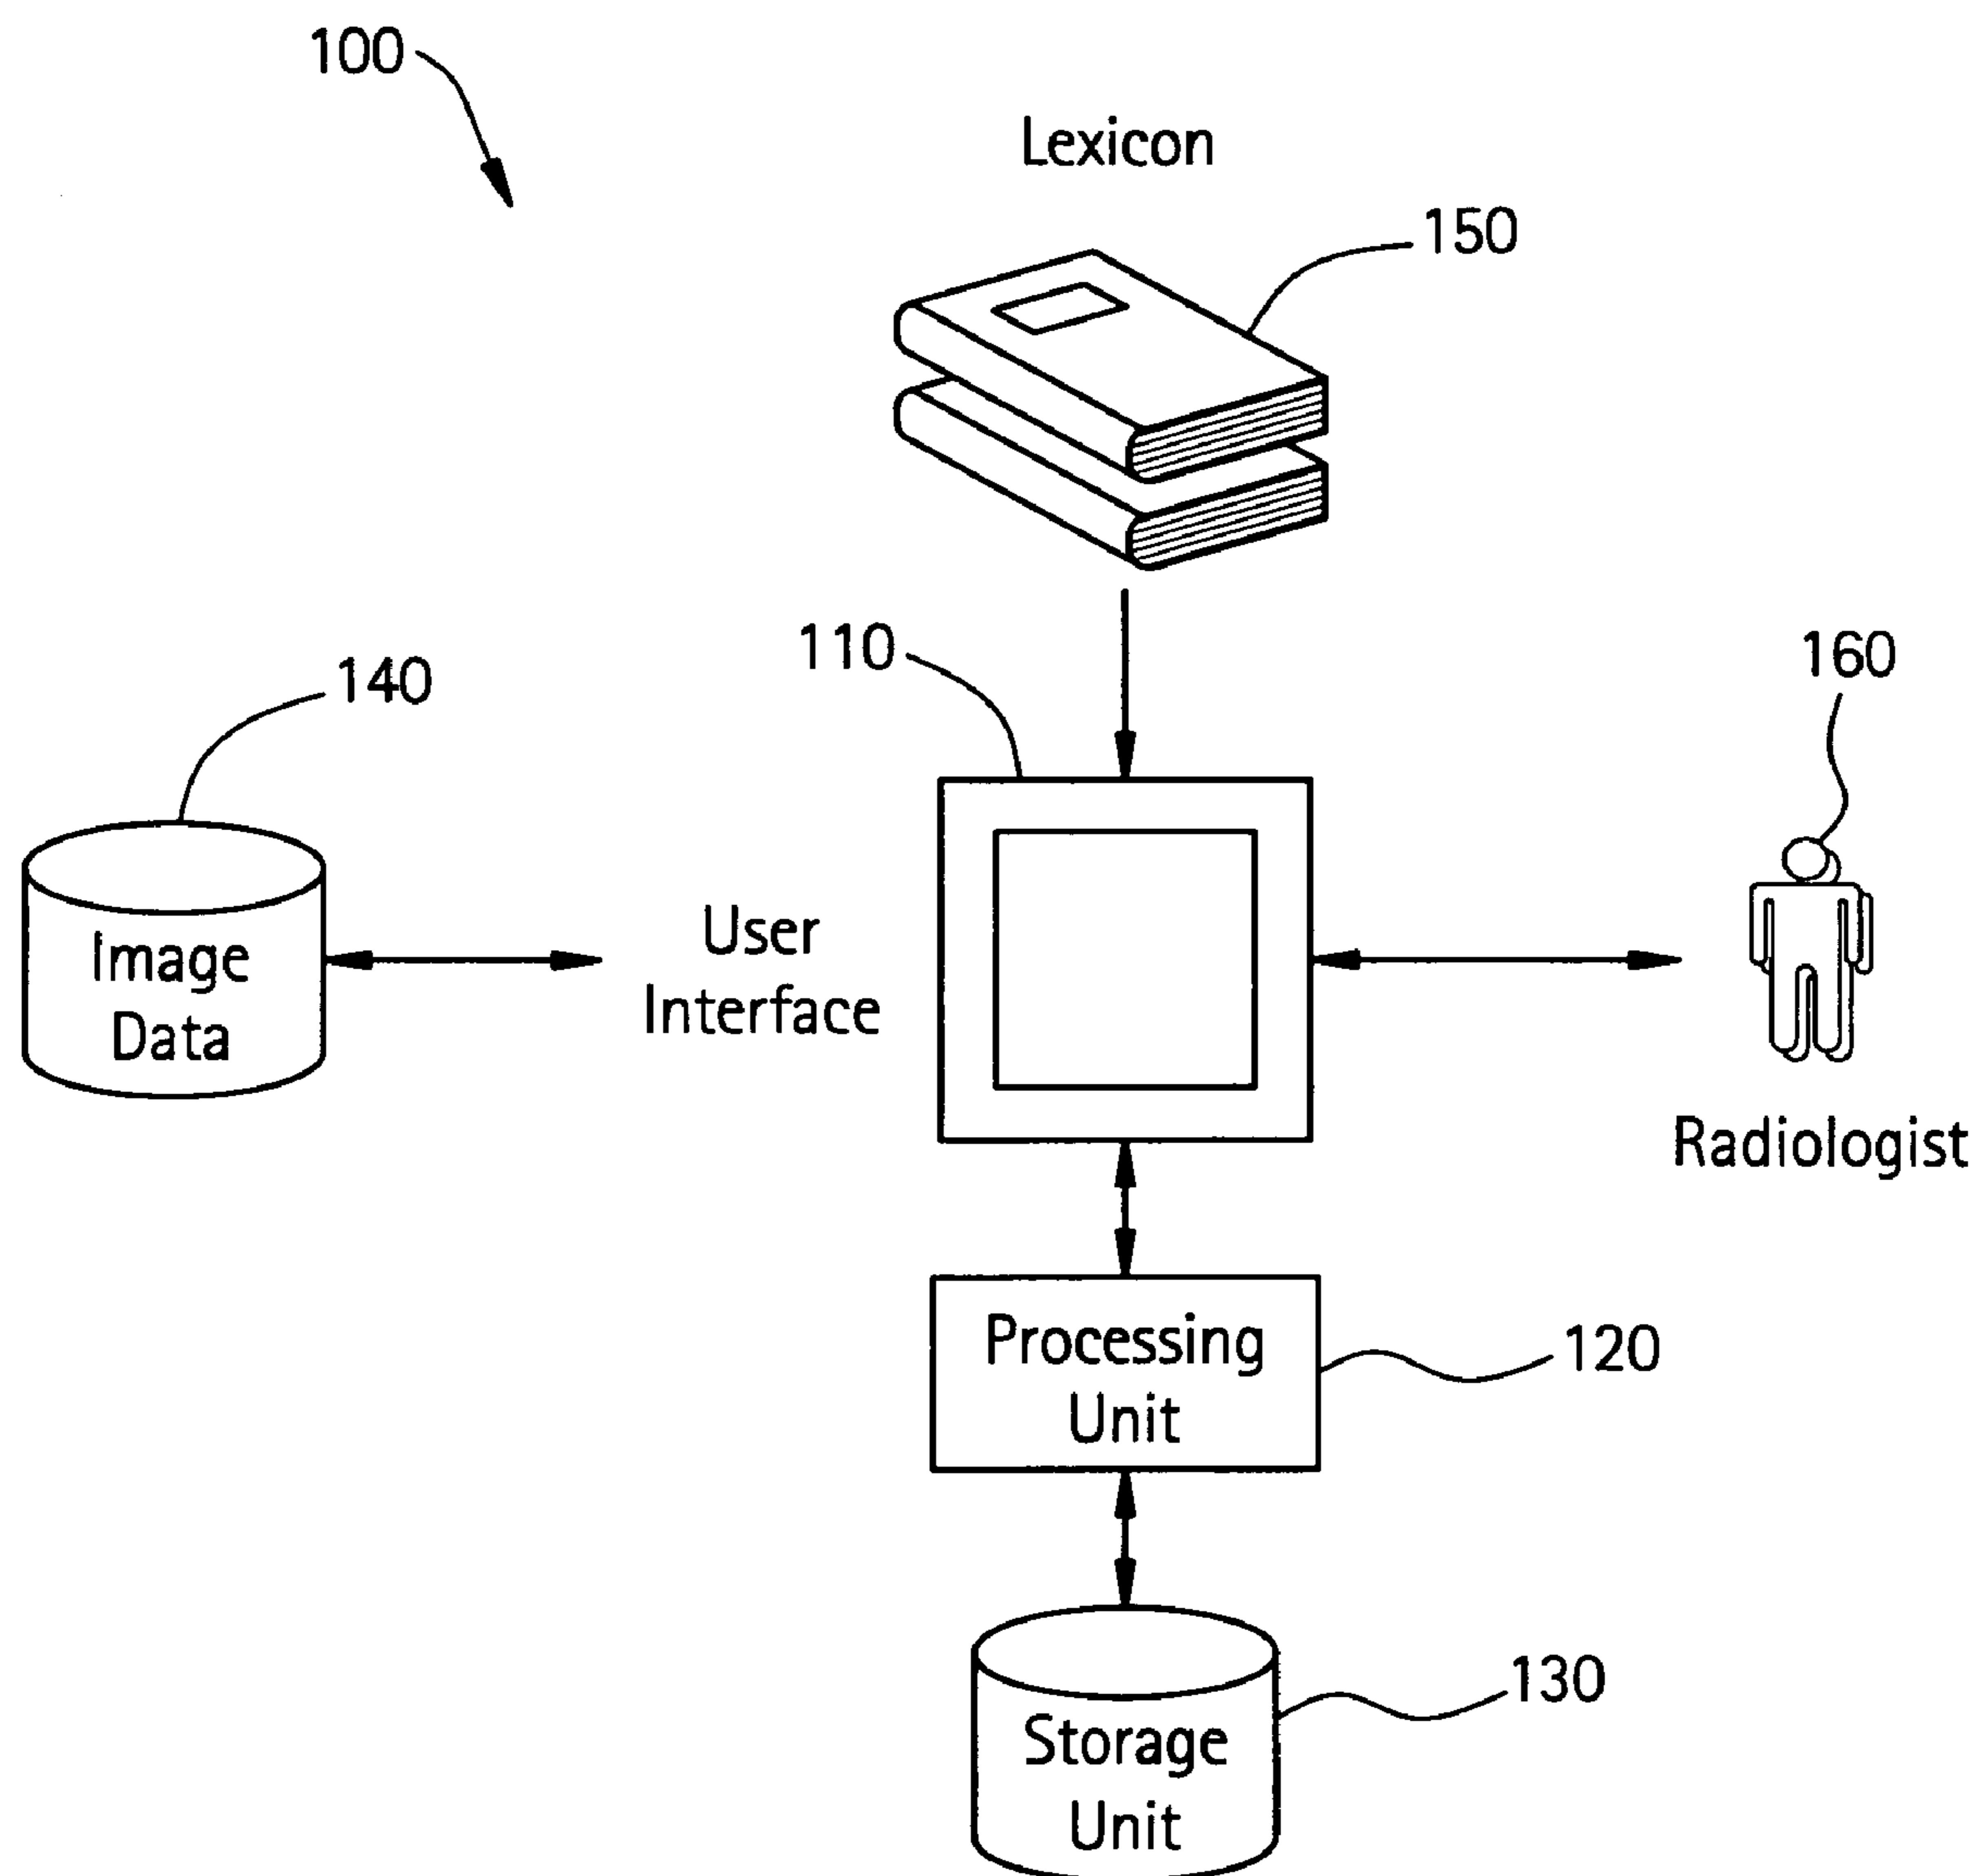 100
Lexicon
150
110
160
140
User
Interface
Image
Data
Radiologist
Processing
Unit
120
130
Storage
Unit